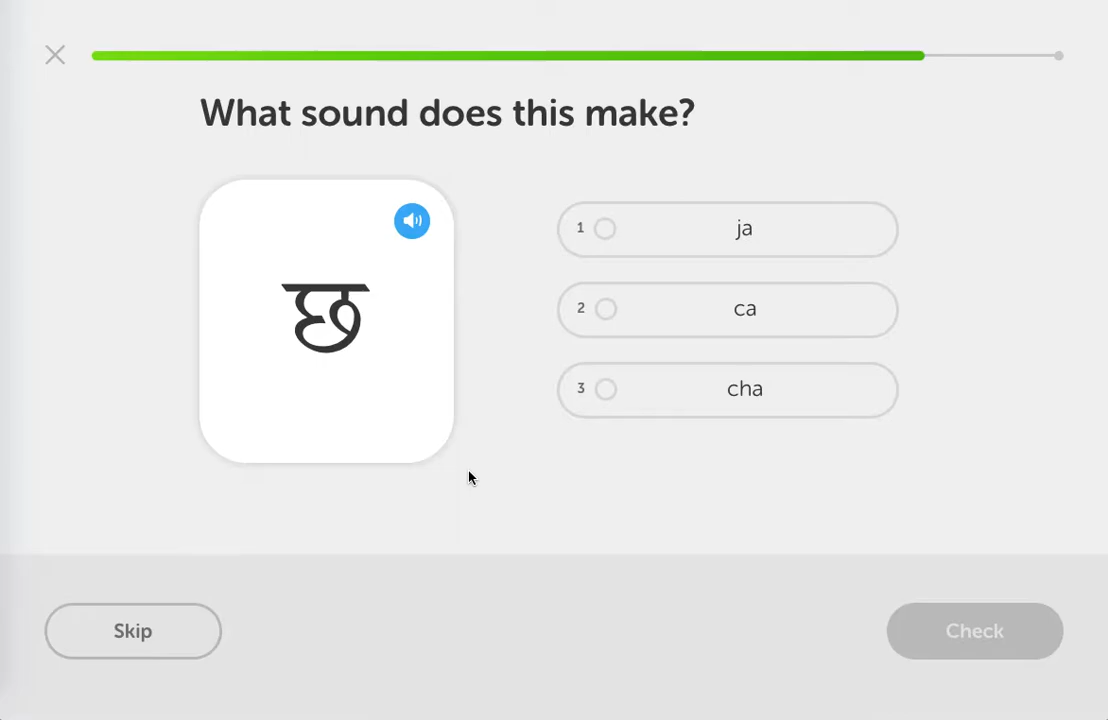 What sound does this make?
छ
1 ja
2 ca
3 cha
Skip
Check